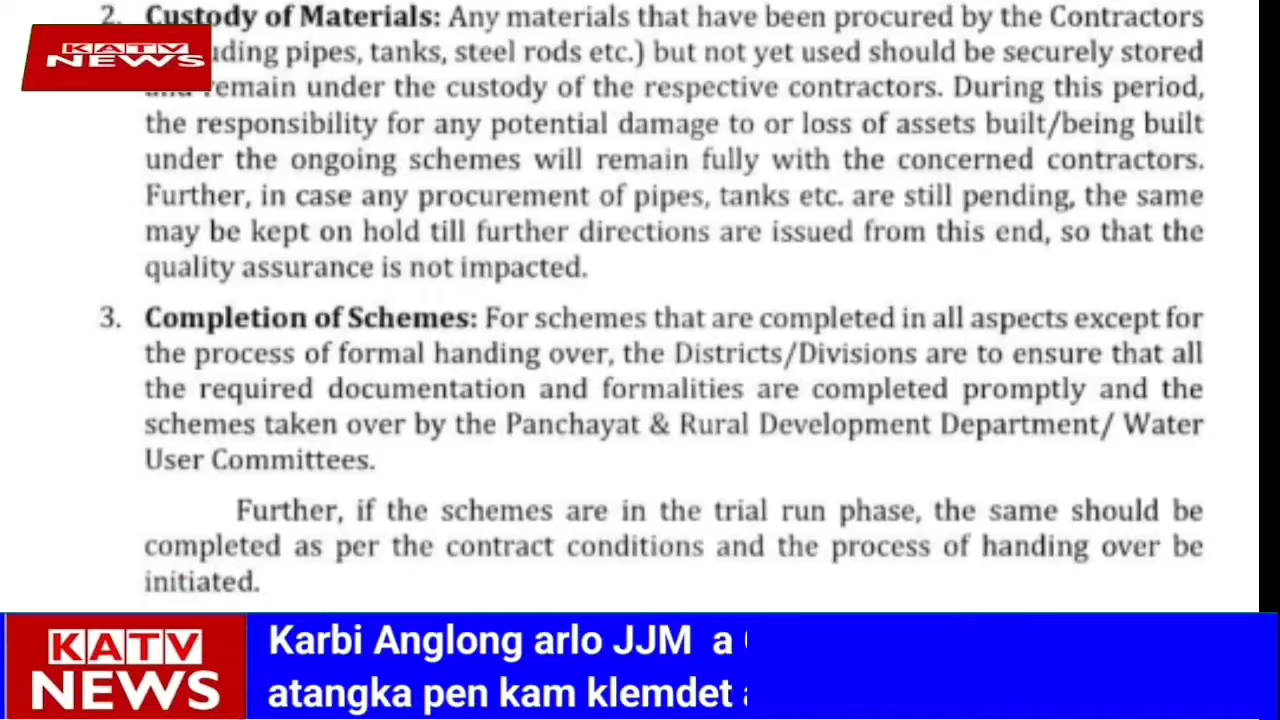 2. Custody of Materials: Any materials that have been procured by the Contractors
pipes, tanks, steel rods etc.) but not yet used should be securely stored
remain under the custody of the respective contractors. During this period,
the responsibility for any potential damage to or loss of assets built/being built
under the ongoing schemes will remain fully with the concerned contractors.
Further, in case any procurement of pipes, tanks etc. are still pending, the same
may be kept on hold till further directions are issued from this end, so that the
quality assurance is not impacted.
3. Completion of Schemes: For schemes that are completed in all aspects except for
the process of formal handing over, the Districts/Divisions are to ensure that all
the required documentation and formalities are completed promptly and the
schemes taken over by the Panchayat & Rural Development Department/ Water
User Committees.
Further, if the schemes are in the trial run phase, the same should be
completed as per the contract conditions and the process of handing over be
initiated.
KATV
NEWS
KATV
NEWS
Karbi Anglong arlo JJM a
atangka pen kam klemdet